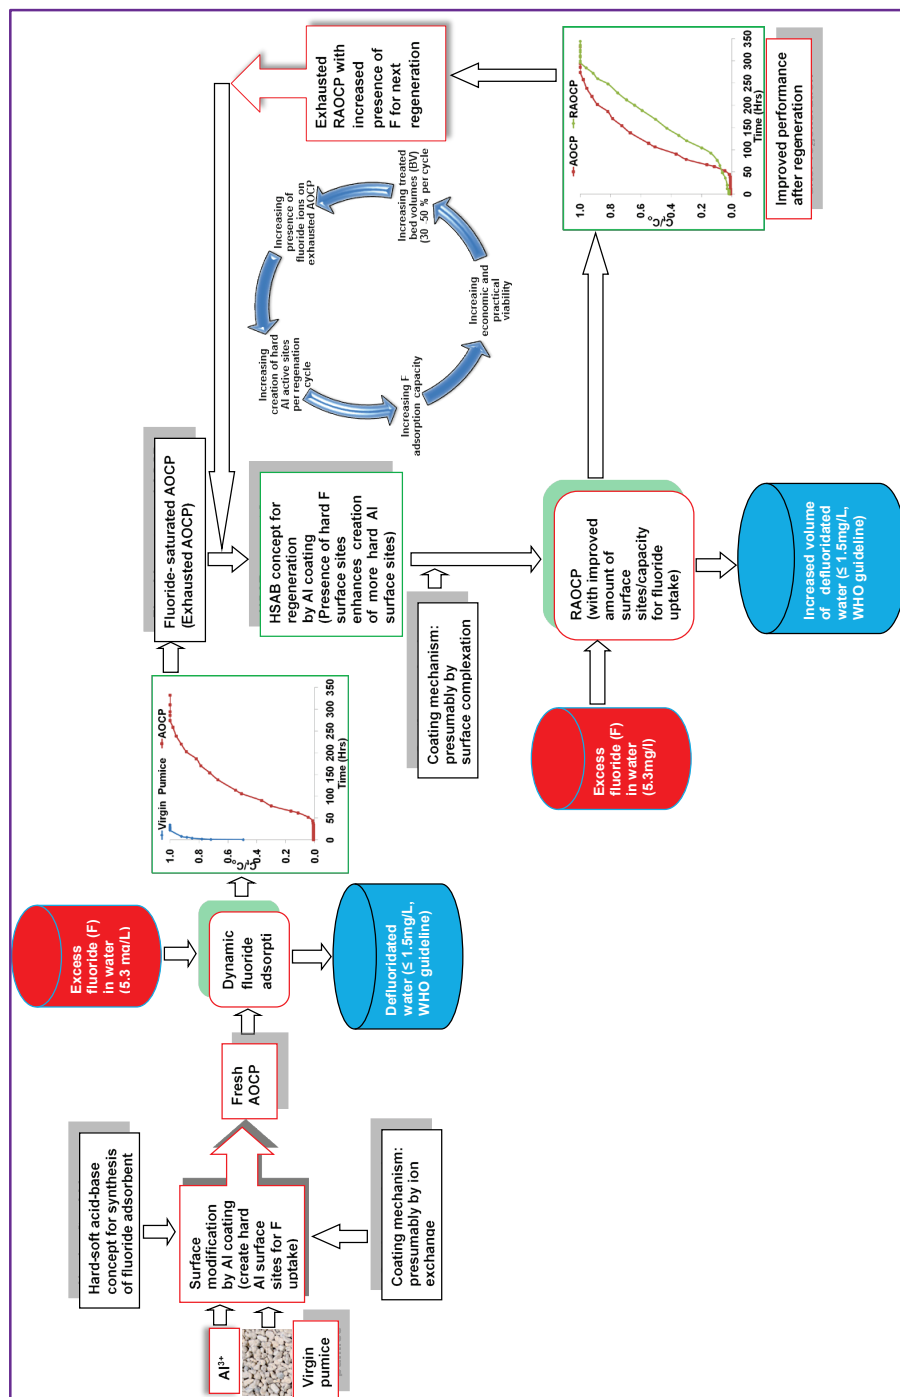 Al³⁺
Virgin
pumice
Hard-soft acid-base
concept for synthesis
of fluoride adsorbent
Surface
modification
by Al coating
(create hard
Al surface
sites for F
uptake)
Coating mechanism:
presumably by ion
exchange
Fresh
AOCP
Excess
fluoride (F)
in water
(5.3 mg/L)
Dynamic
fluoride
adsorpti
Defluoridated
water (≤ 1.5mg/L,
WHO guideline)
Virgin Pumice
AOCP
Cₜ/C₀
1.0
0.8
0.6
0.4
0.2
0.0
0 50 100 150 200 250 300 350
Time (Hrs)
Fluoride- saturated AOCP
(Exhausted AOCP)
HSAB concept for
regeneration
by Al coating
(Presence of hard F
surface sites
enhances creation
of more hard Al
surface sites)
Coating mechanism:
presumably by
surface complexation
Excess
fluoride (F)
in water
(5.3mg/l)
RAOCP
(with improved
amount of
surface
sites/capacity
for fluoride
uptake)
Increased volume
of defluoridated
water (≤ 1.5mg/L,
WHO guideline)
Increasing
presence of
fluoride ions on
exhausted AOCP
Increasing
creation of hard
Al active sites
per regenation
cycle
Increasing F
adsorption capacity
Increaing
economic and
practical
viability
Increasing treated
bed volumes (BV)
(30 -50 % per cycle
Exhausted
RAOCP with
increased
presence of
F for next
regeneration
AOCP
RAOCP
Cₜ/C₀
1.0
0.8
0.6
0.4
0.2
0.0
0 50 100 150 200 250 300 350
Time (Hrs)
Improved performance
after regeneration